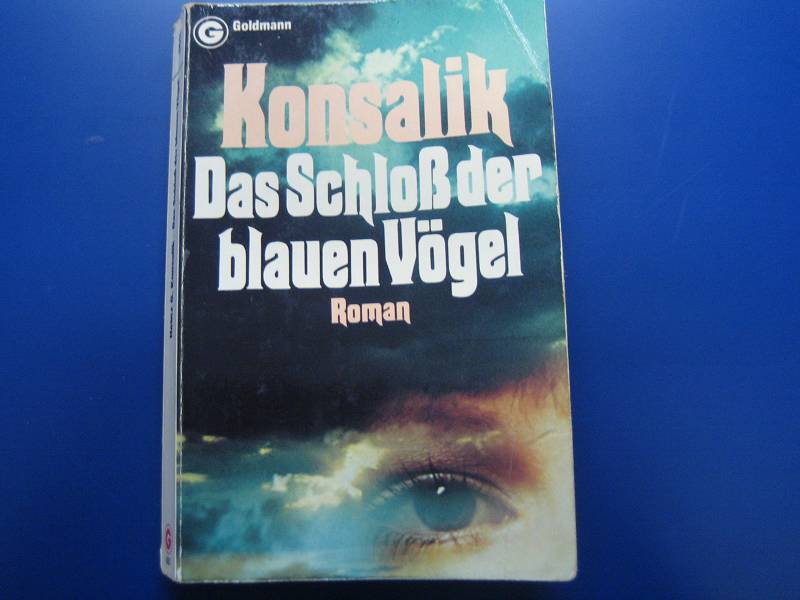 G Goldmann
Konsalik
Das Schloß der
blauen Vögel
Roman